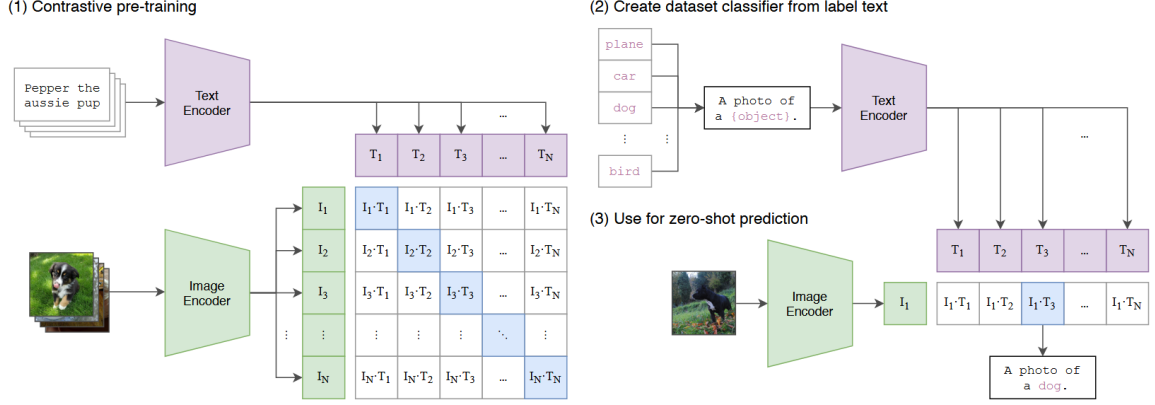 (1) Contrastive pre-training
Pepper the
aussie pup
Text
Encoder
...
T1 T2 T3 ... TN
Image
Encoder
I1 I1·T1 I1·T2 I1·T3 ... I1·TN
I2 I2·T1 I2·T2 I2·T3 ... I2·TN
I3 I3·T1 I3·T2 I3·T3 ... I3·TN
⋮ ⋮ ⋮ ⋮ ⋱ ⋮
IN IN·T1 IN·T2 IN·T3 ... IN·TN
(2) Create dataset classifier from label text
plane
car
dog
⋮ ⋮
bird
A photo of
a {object}.
Text
Encoder
...
(3) Use for zero-shot prediction
Image
Encoder
T1 T2 T3 ... TN
I1 I1·T1 I1·T2 I1·T3 ... I1·TN
A photo of
a dog.